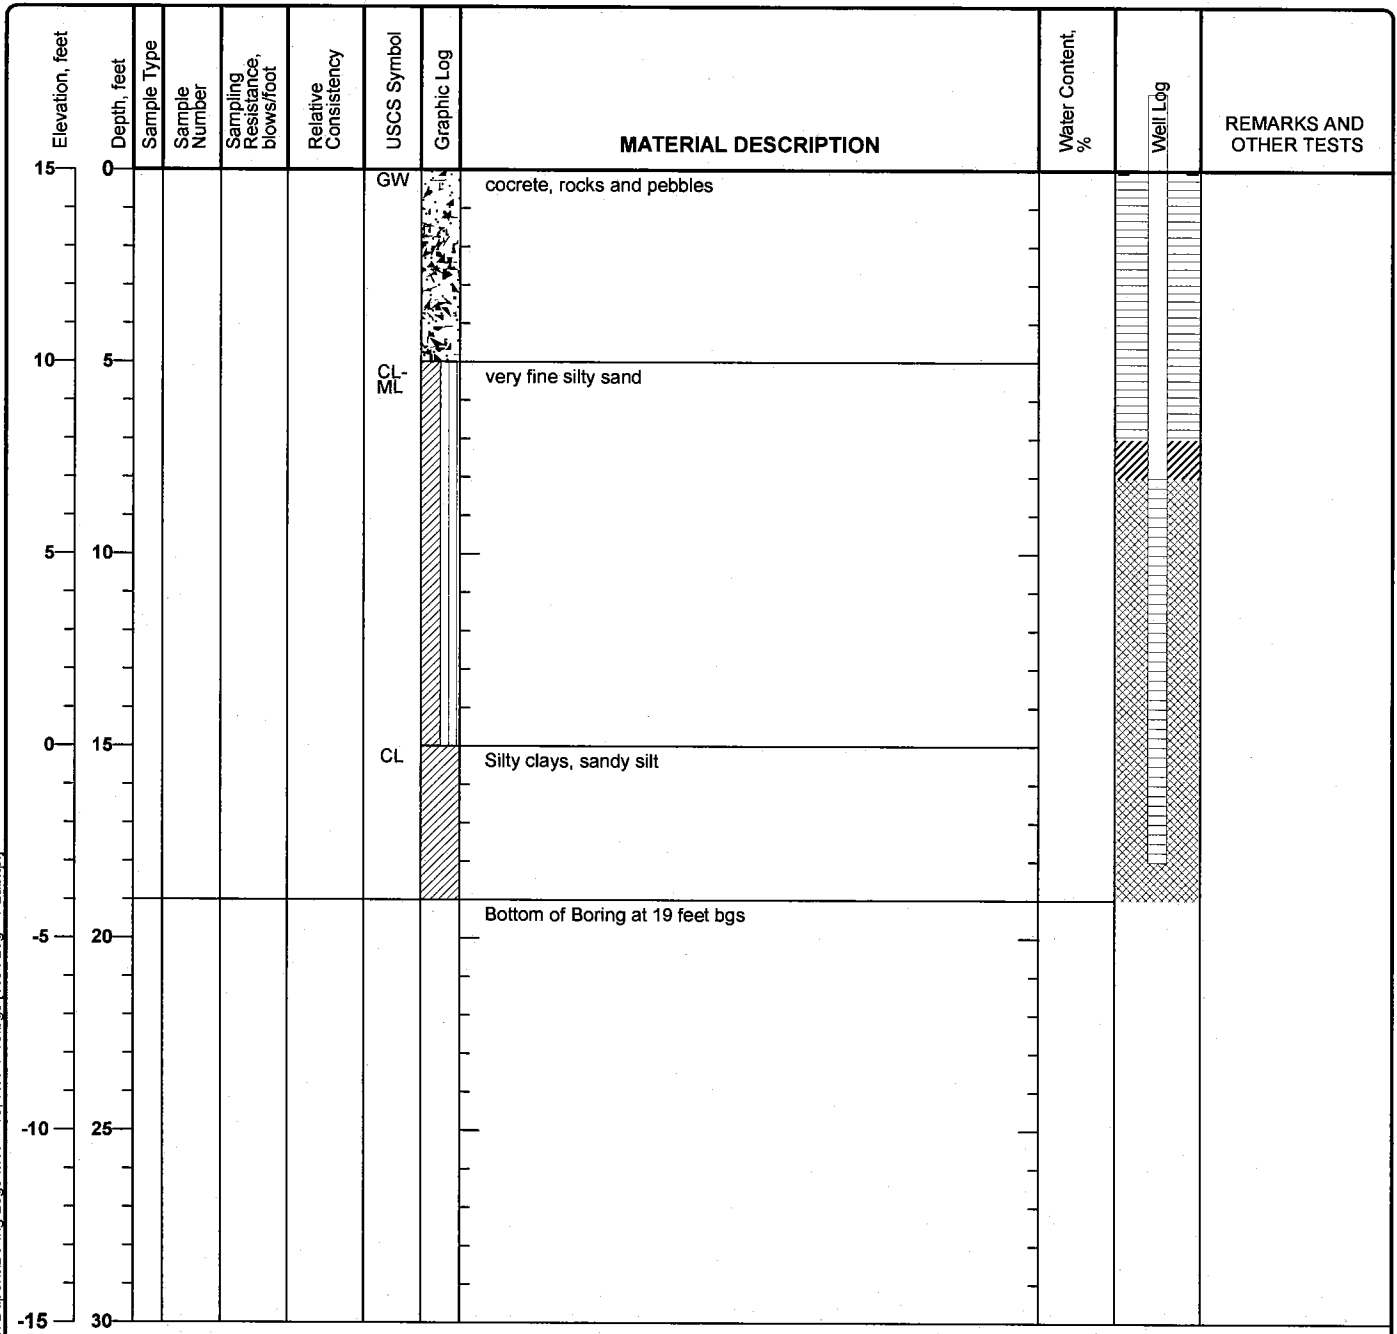 Elevation, feet
Depth, feet
Sample Type
Sample
Number
Sampling
Resistance,
blows/foot
Relative
Consistency
USCS Symbol
Graphic Log
MATERIAL DESCRIPTION
Water Content,
%
Well Log
REMARKS AND
OTHER TESTS
15 0
GW cocrete, rocks and pebbles
10 5
CL-
ML
very fine silty sand
5 10
0 15
CL Silty clays, sandy silt
Bottom of Boring at 19 feet bgs
-5 20
-10 25
-15 30